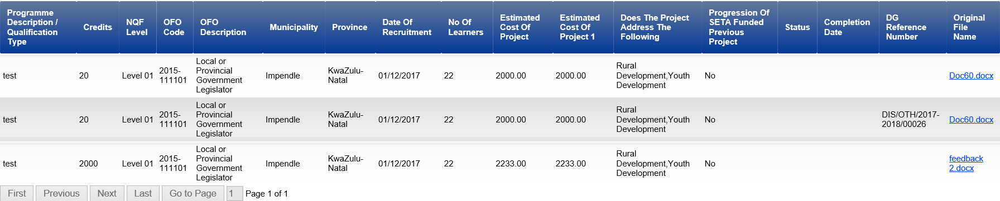 Programme Description / Qualification Type
Credits
NQF Level
OFO Code
OFO Description
Municipality
Province
Date Of Recruitment
No Of Learners
Estimated Cost Of Project
Estimated Cost Of Project 1
Does The Project Address The Following
Progression Of SETA Funded Previous Project
Status
Completion Date
DG Reference Number
Original File Name
test 20 Level 01 2015-111101 Local or Provincial Government Legislator Impendle KwaZulu-Natal 01/12/2017 22 2000.00 2000.00 Rural Development,Youth Development No Doc60.docx
test 20 Level 01 2015-111101 Local or Provincial Government Legislator Impendle KwaZulu-Natal 01/12/2017 22 2000.00 2000.00 Rural Development,Youth Development No DIS/OTH/2017-2018/00026 Doc60.docx
test 2000 Level 01 2015-111101 Local or Provincial Government Legislator Impendle KwaZulu-Natal 01/12/2017 22 2233.00 2233.00 Rural Development,Youth Development No feedback 2.docx
First Previous Next Last Go to Page 1 Page 1 of 1